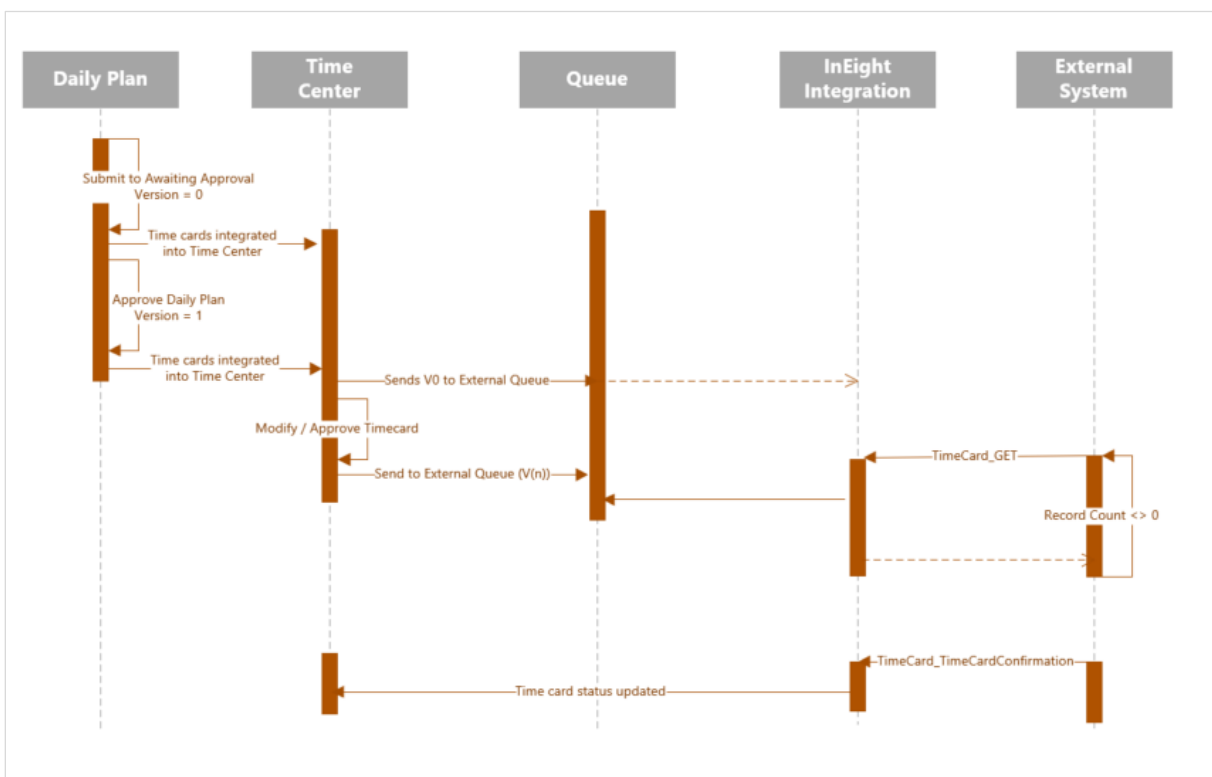 Daily Plan
Time
Center
Queue
InEight
Integration
External
System
Submit to Awaiting Approval
Version = 0
Time cards integrated
into Time Center
Approve Daily Plan
Version = 1
Time cards integrated
into Time Center
Sends V0 to External Queue
Modify / Approve Timecard
TimeCard_GET
Send to External Queue (V(n))
Record Count <> 0
TimeCard_TimeCardConfirmation
Time card status updated